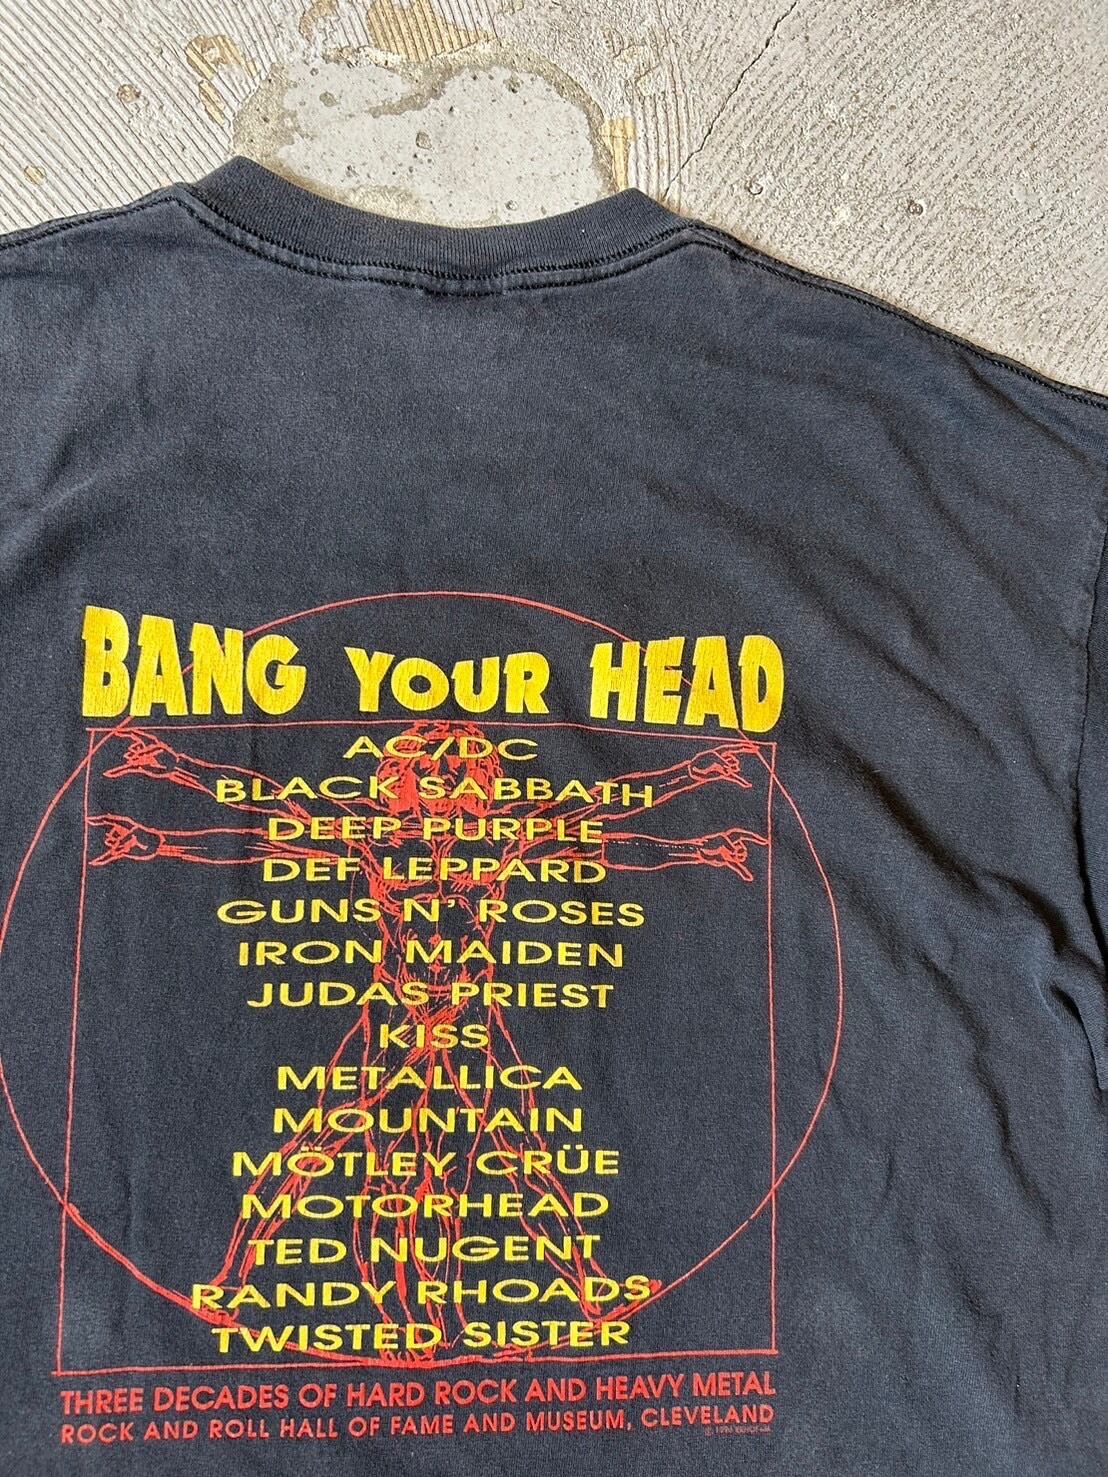 BANG YOUR HEAD
AC/DC
BLACK SABBATH
DEEP PURPLE
DEF LEPPARD
GUNS N' ROSES
IRON MAIDEN
JUDAS PRIEST
KISS
METALLICA
MOUNTAIN
MÖTLEY CRÜE
MOTORHEAD
TED NUGENT
RANDY RHOADS
TWISTED SISTER
THREE DECADES OF HARD ROCK AND HEAVY METAL
ROCK AND ROLL HALL OF FAME AND MUSEUM, CLEVELAND